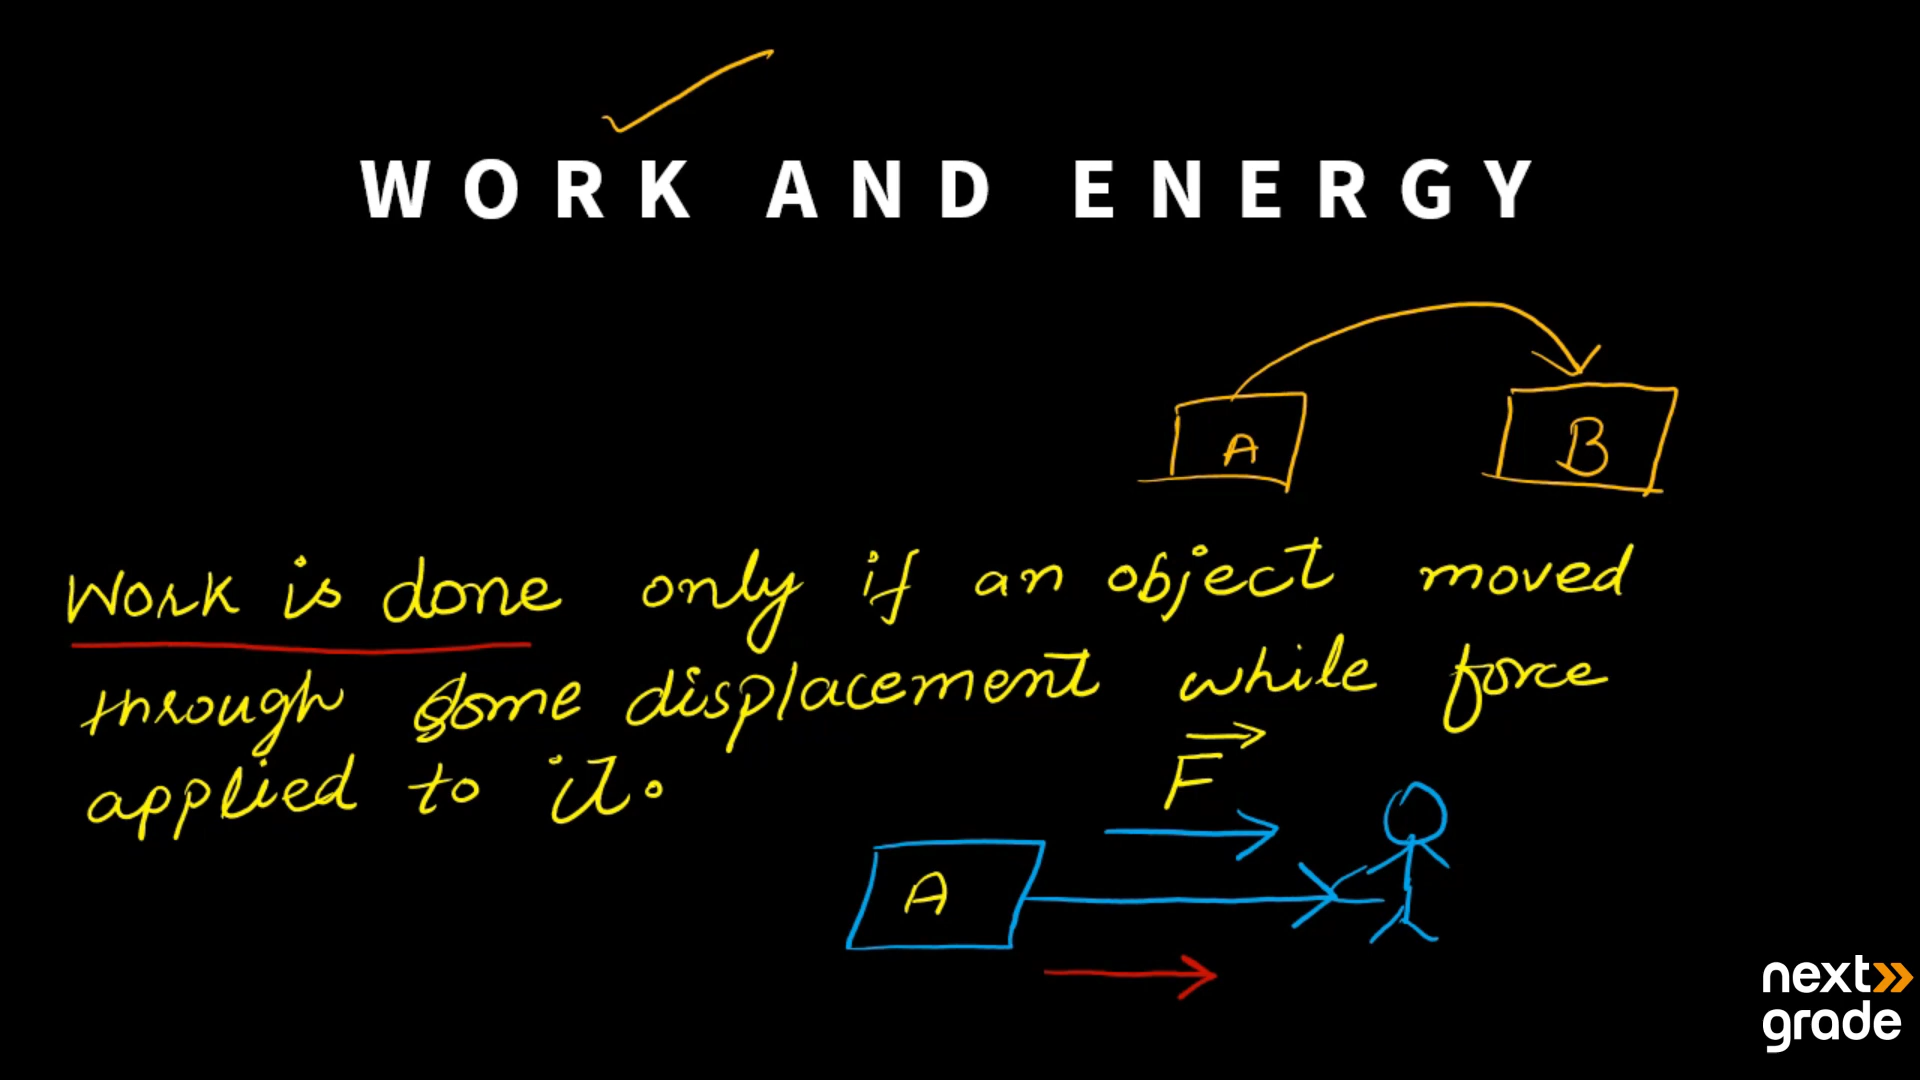 WORK AND ENERGY
A
B
Work is done only if an object moved
through some displacement while force
applied to it.
F
A
next
grade